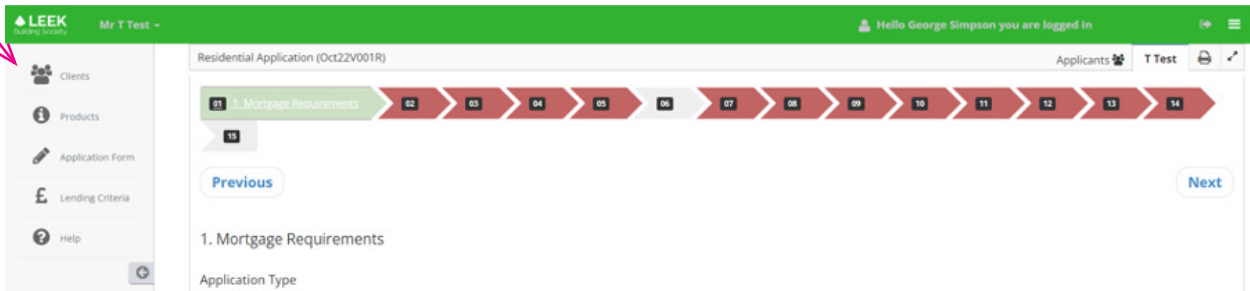 LEEK
Building Society
Mr T Test
Hello George Simpson you are logged in
Clients
Products
Application Form
£ Lending Criteria
? Help
Residential Application (Oct22V001R)
Applicants
T Test
01 1. Mortgage Requirements 02 03 04 05 06 07 08 09 10 11 12 13 14
15
Previous
Next
1. Mortgage Requirements
Application Type